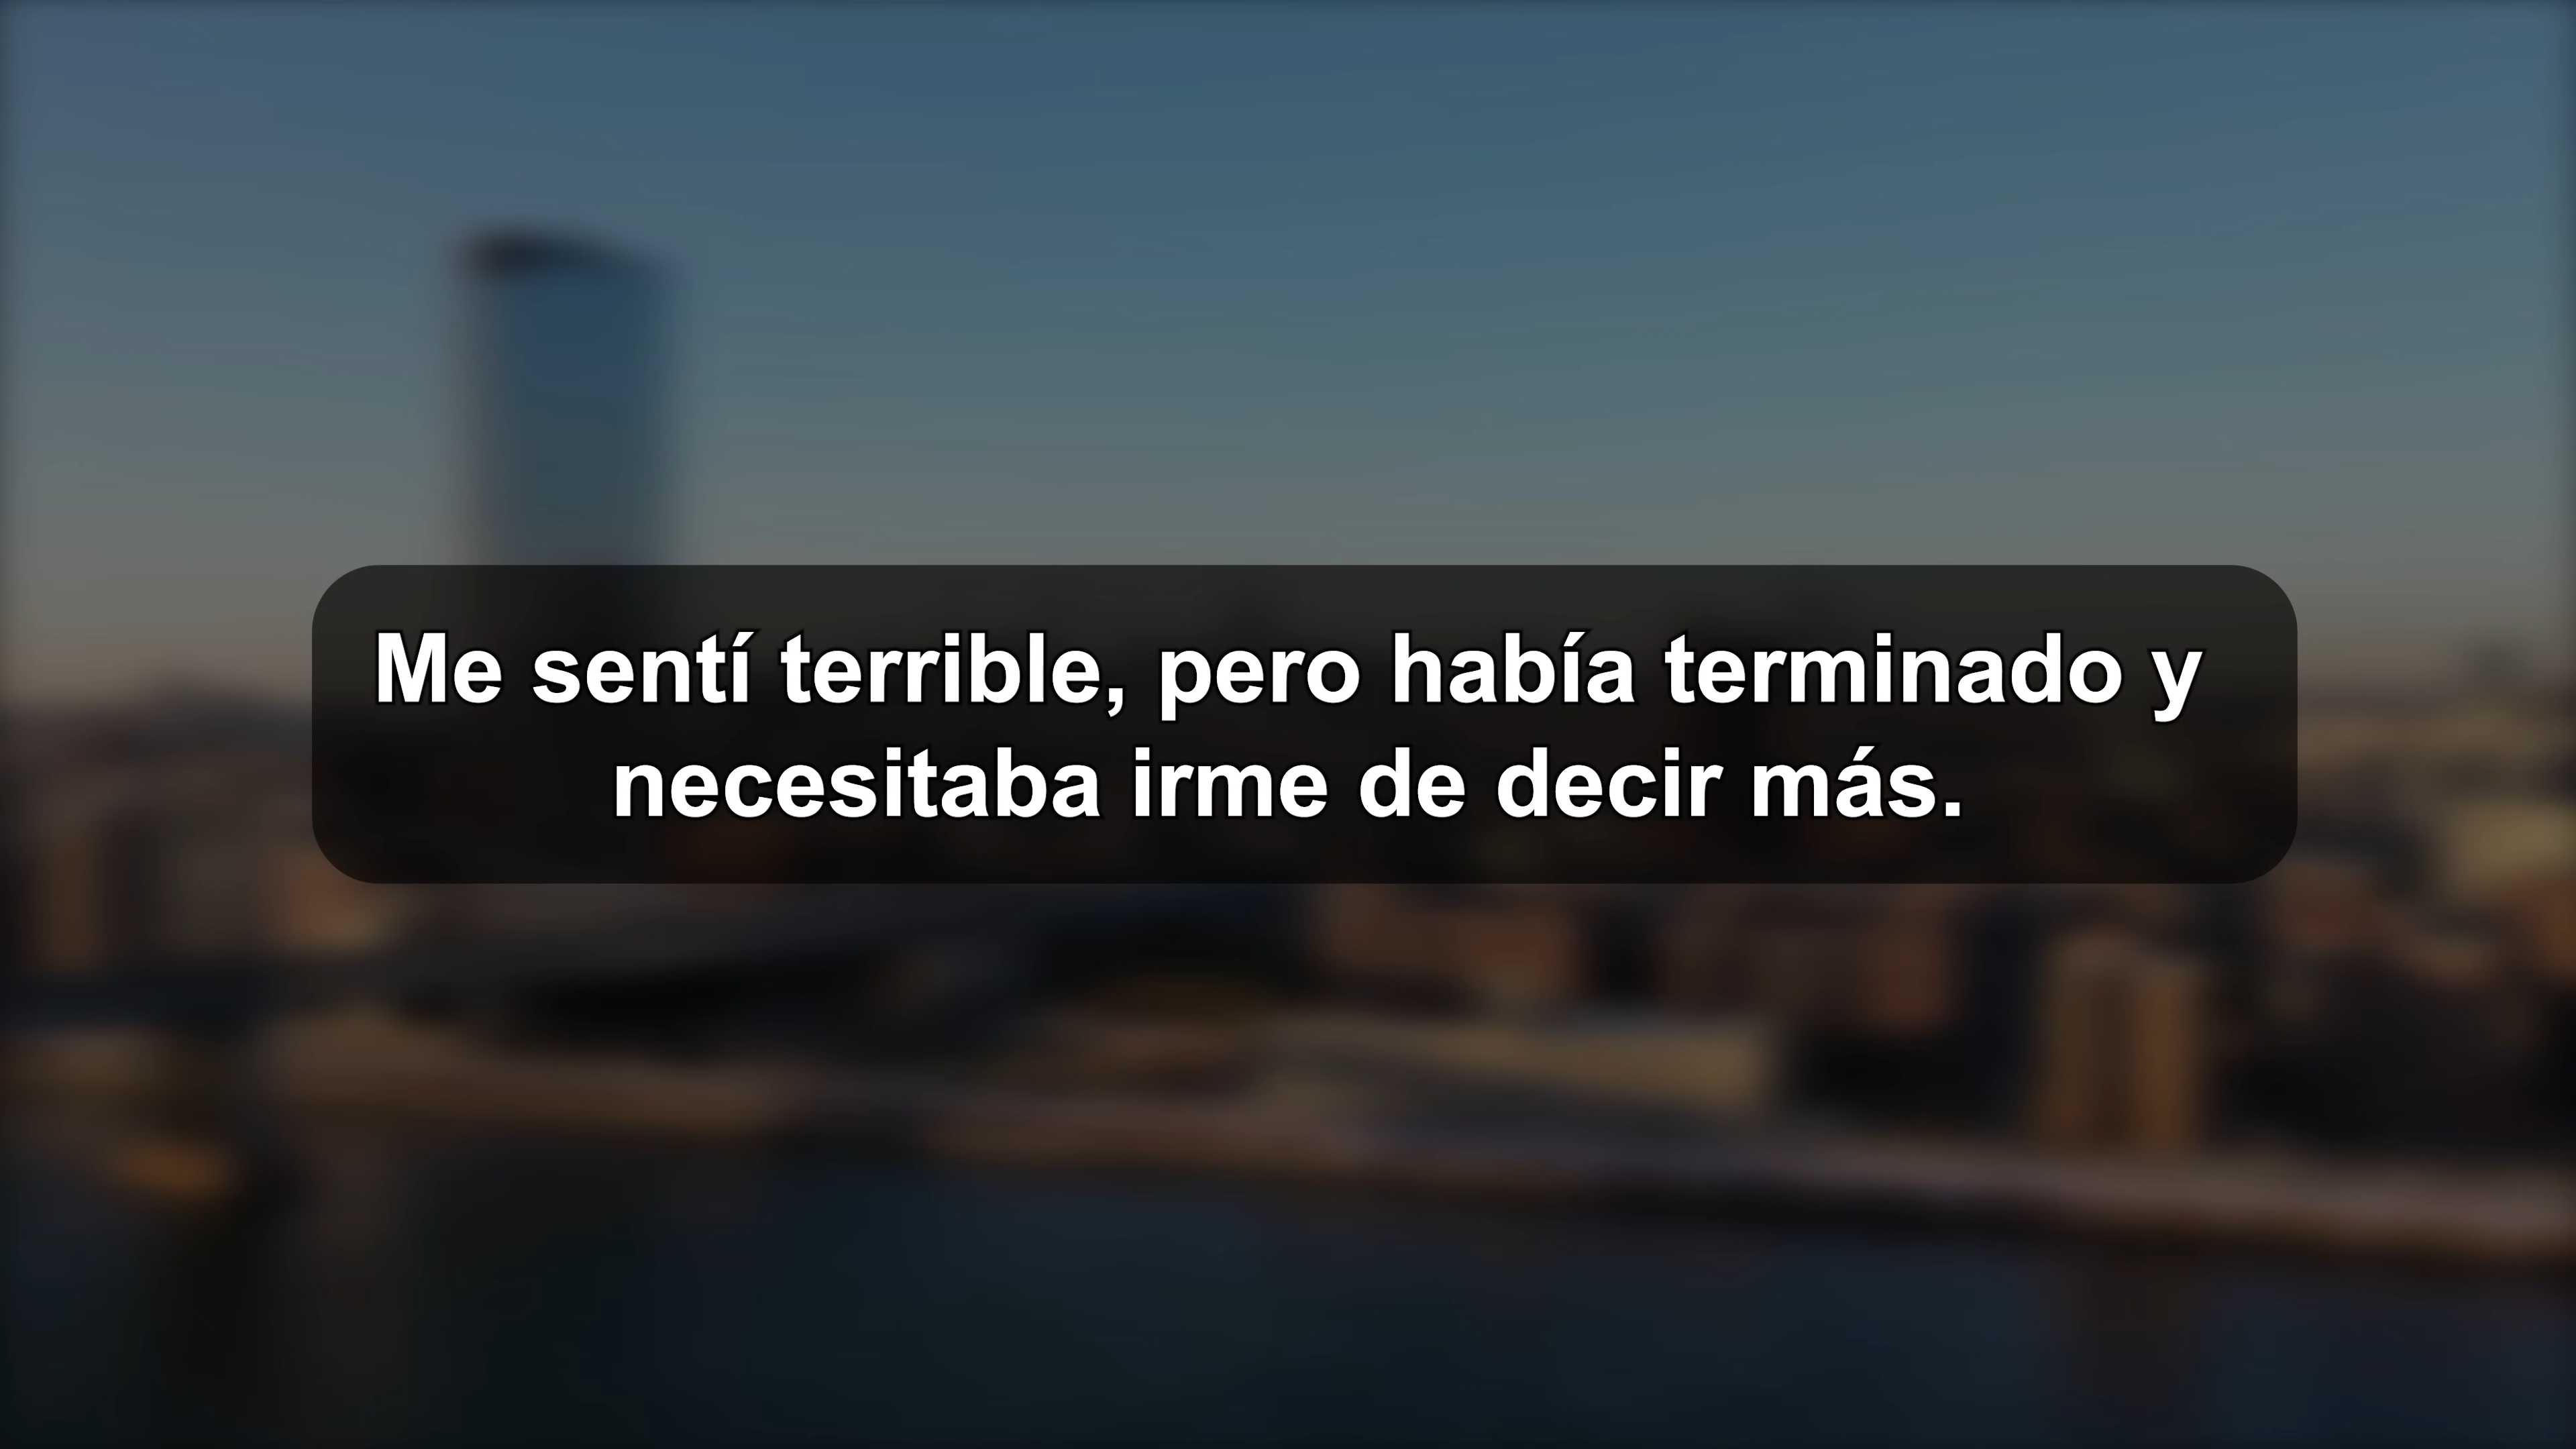 Me sentí terrible, pero había terminado y
necesitaba irme de decir más.